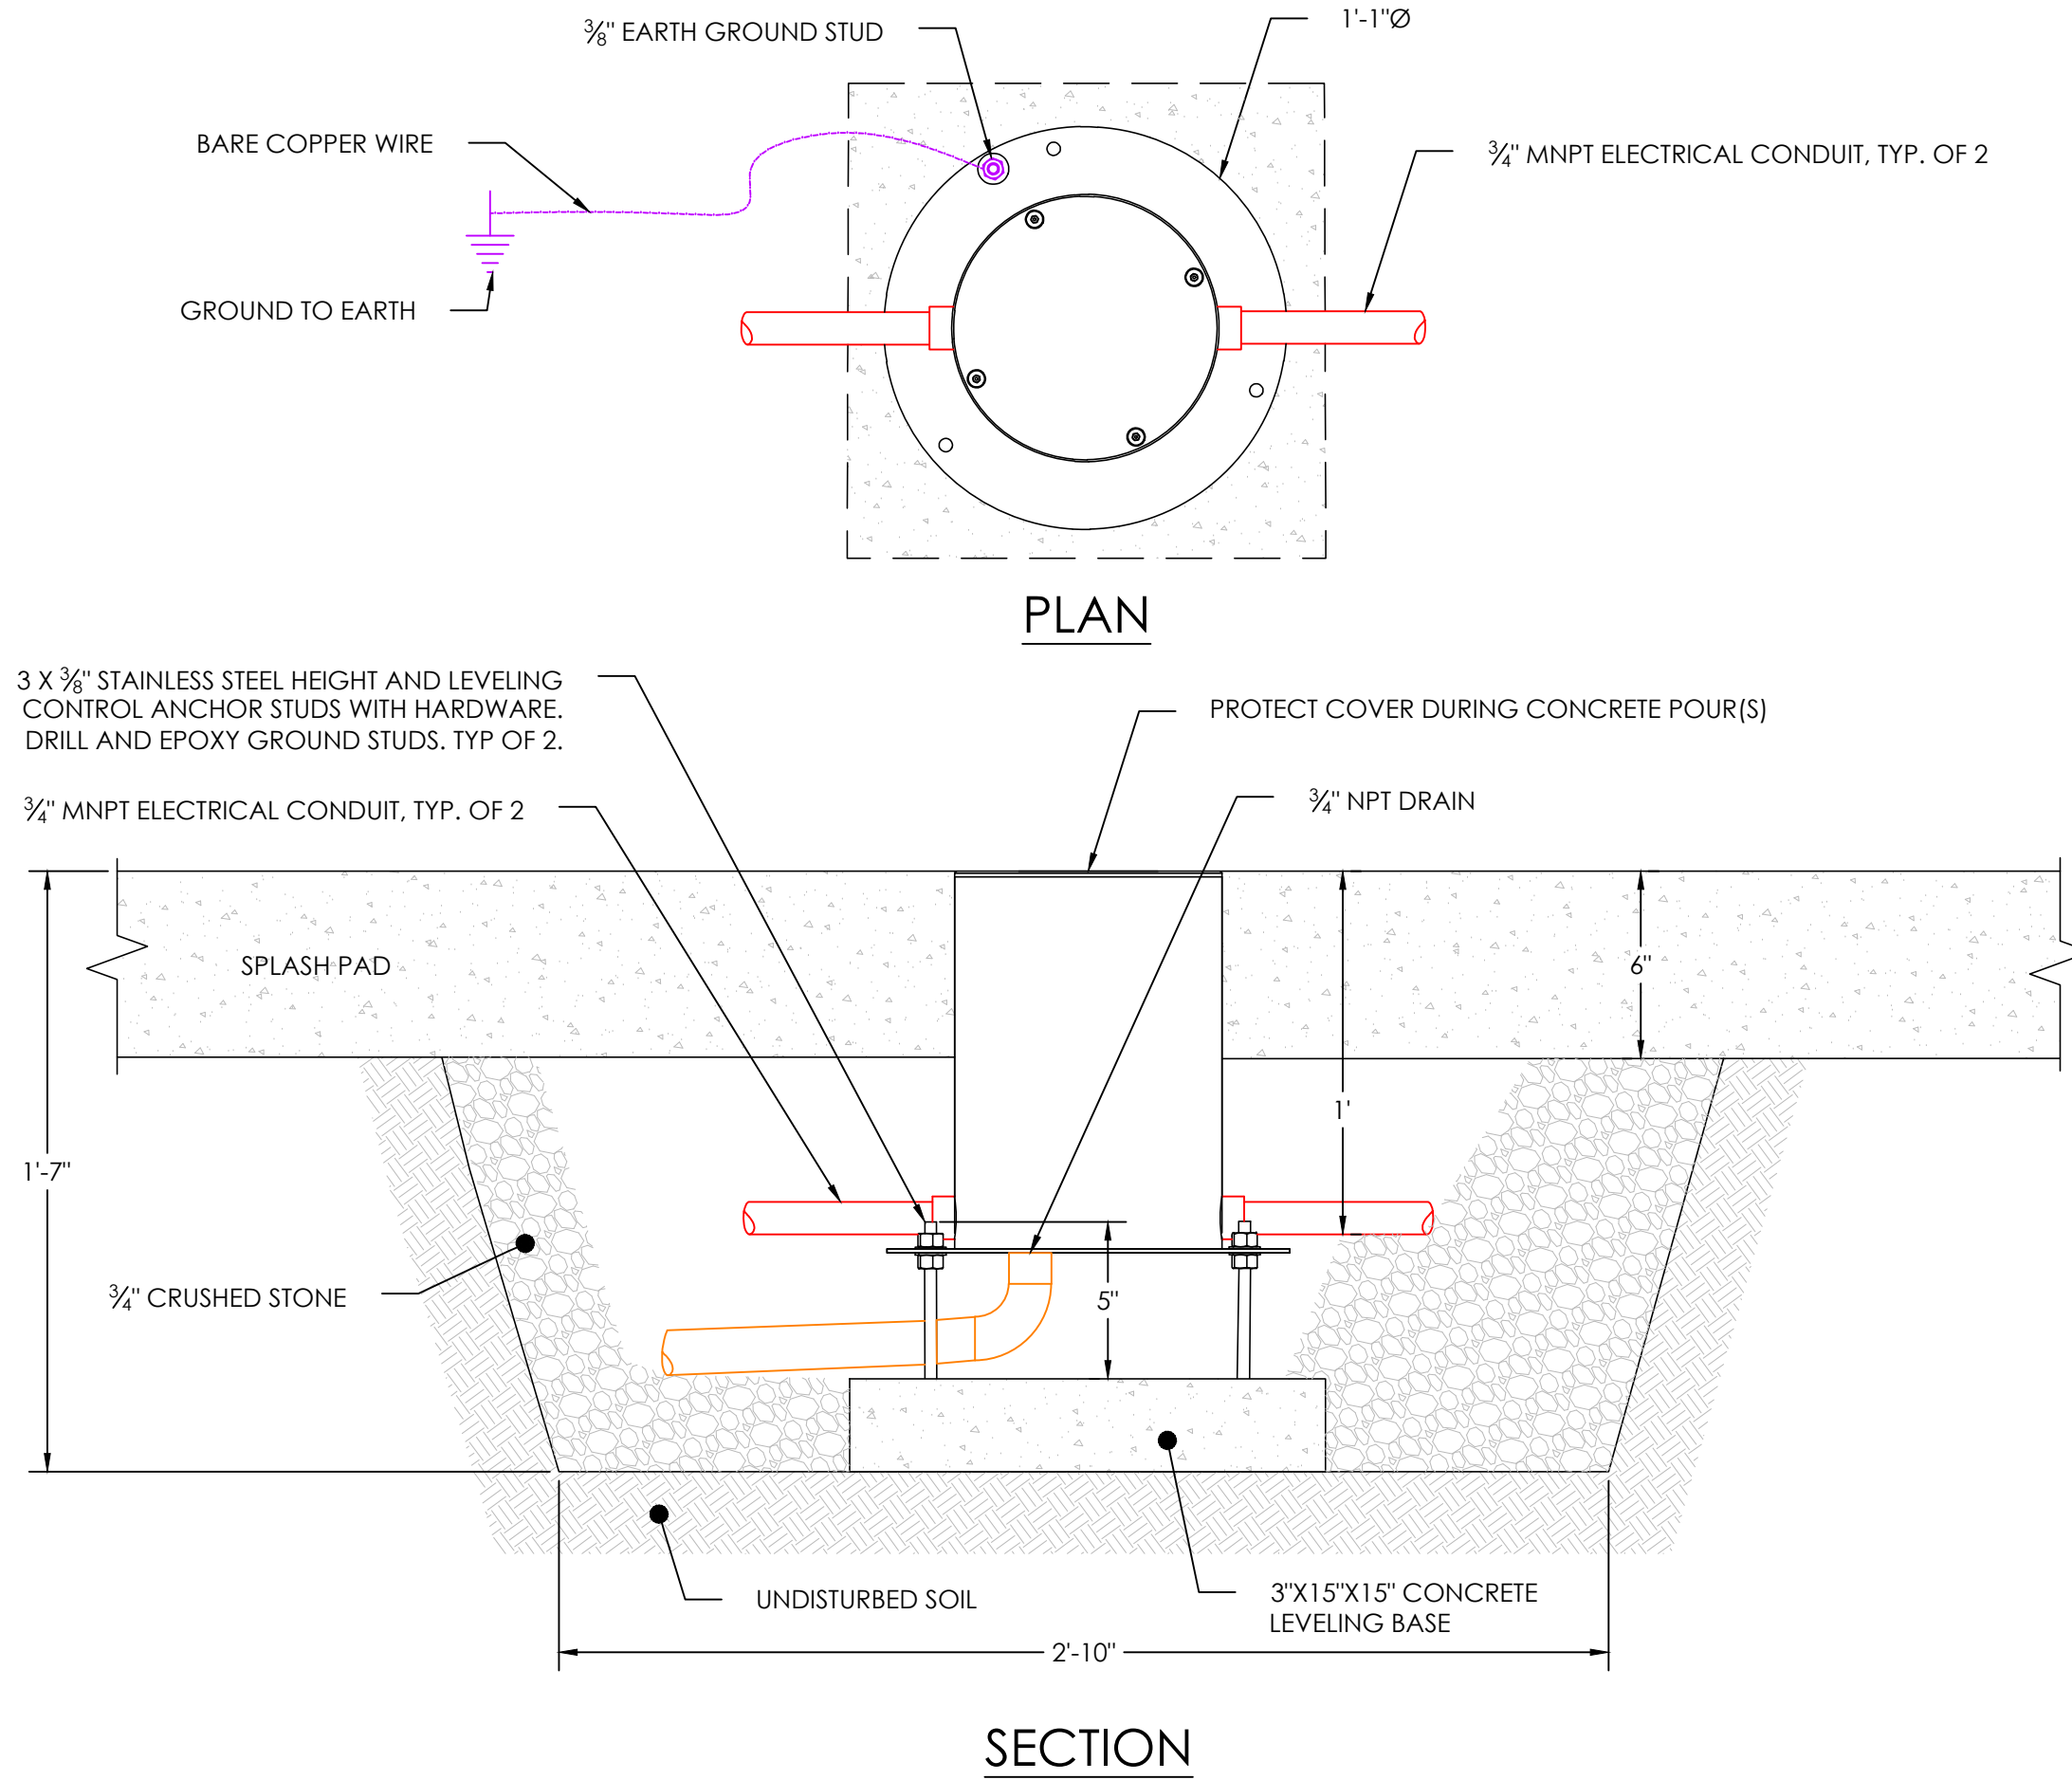 ⅜" EARTH GROUND STUD
1'-1"Ø
BARE COPPER WIRE
¾" MNPT ELECTRICAL CONDUIT, TYP. OF 2
GROUND TO EARTH
PLAN
3 X ⅜" STAINLESS STEEL HEIGHT AND LEVELING
CONTROL ANCHOR STUDS WITH HARDWARE.
DRILL AND EPOXY GROUND STUDS. TYP OF 2.
PROTECT COVER DURING CONCRETE POUR(S)
¾" MNPT ELECTRICAL CONDUIT, TYP. OF 2
¾" NPT DRAIN
SPLASH PAD
6"
1'
1'-7"
5"
¾" CRUSHED STONE
UNDISTURBED SOIL
3"X15"X15" CONCRETE
LEVELING BASE
2'-10"
SECTION